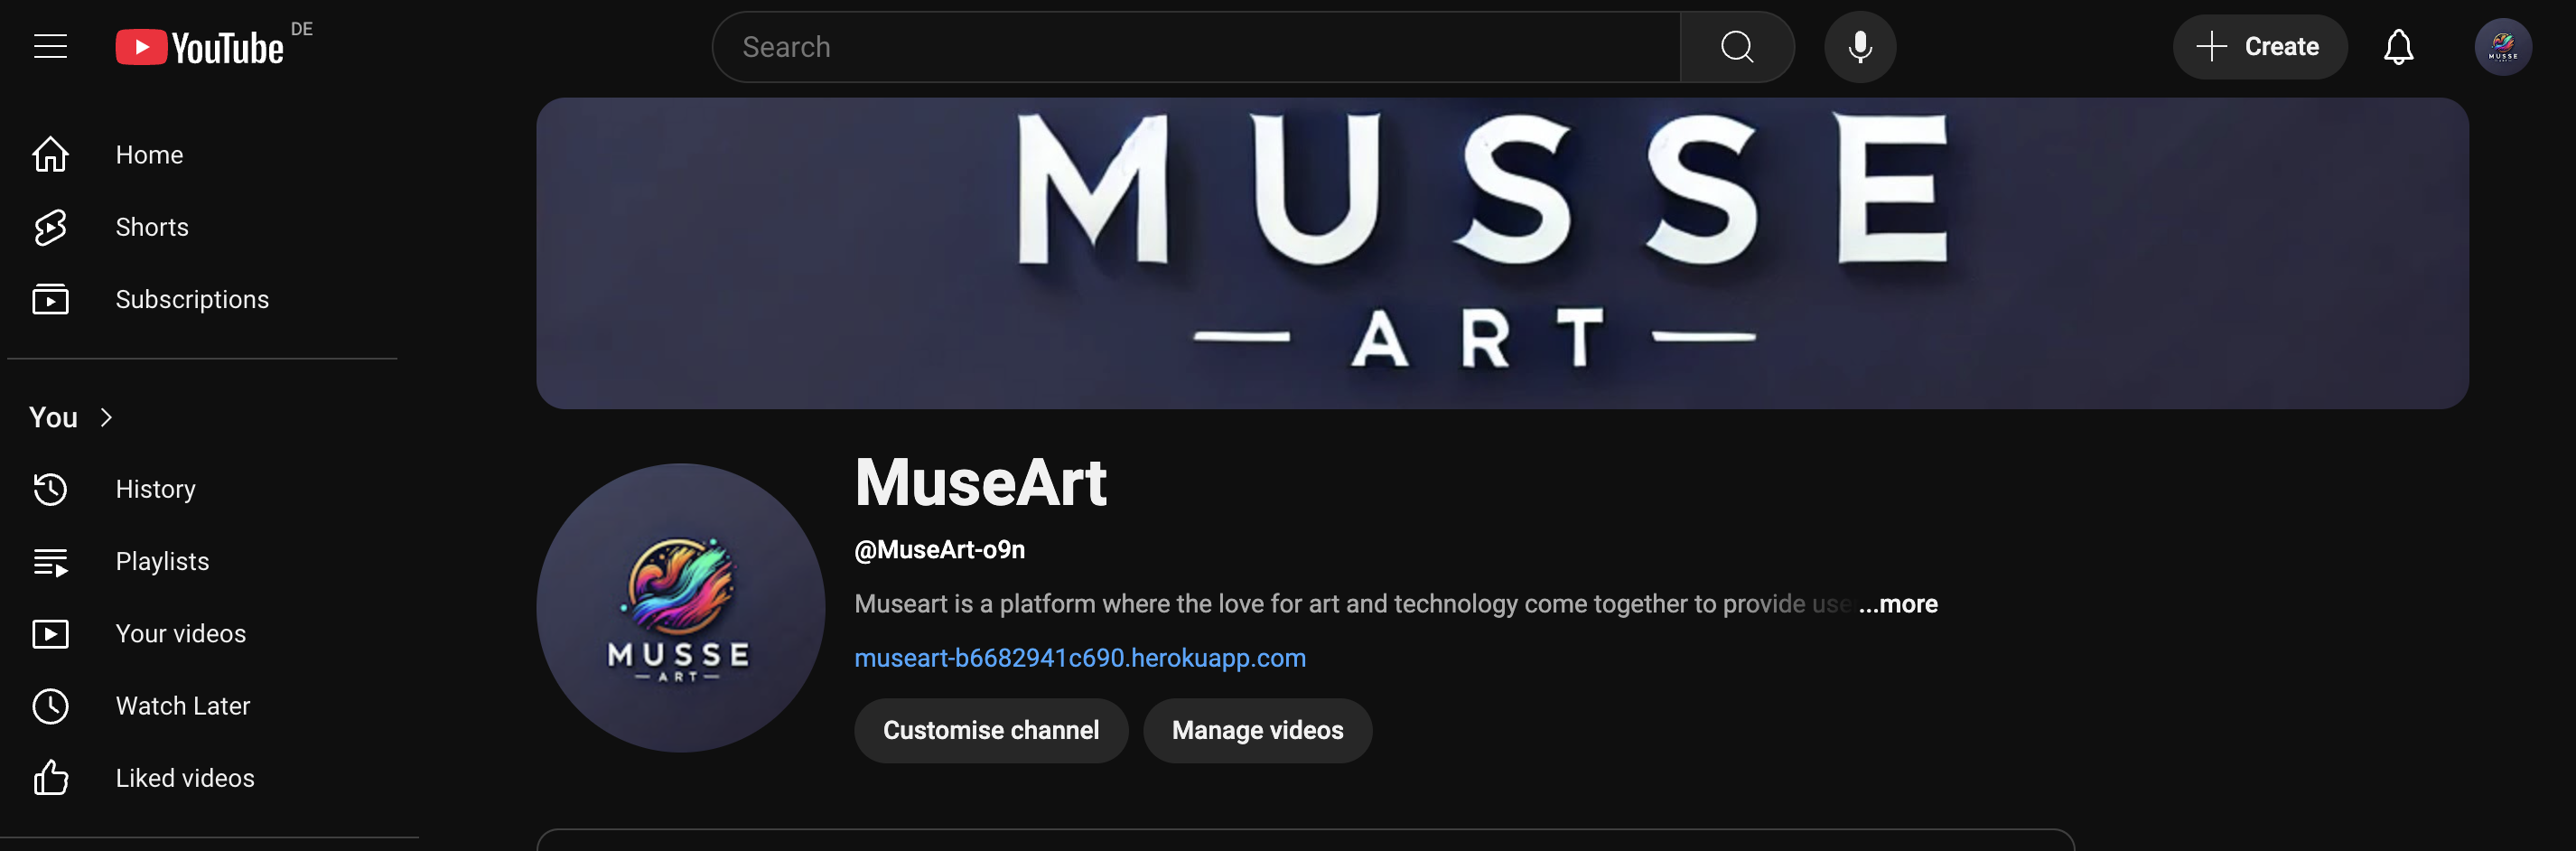 YouTube DE
Search
Create
Home
Shorts
Subscriptions
You
History
Playlists
Your videos
Watch Later
Liked videos
MUSSE
ART
MUSSE
ART
MuseArt
@MuseArt-o9n
Museart is a platform where the love for art and technology come together to provide use ...more
museart-b6682941c690.herokuapp.com
Customise channel
Manage videos
MUSSE